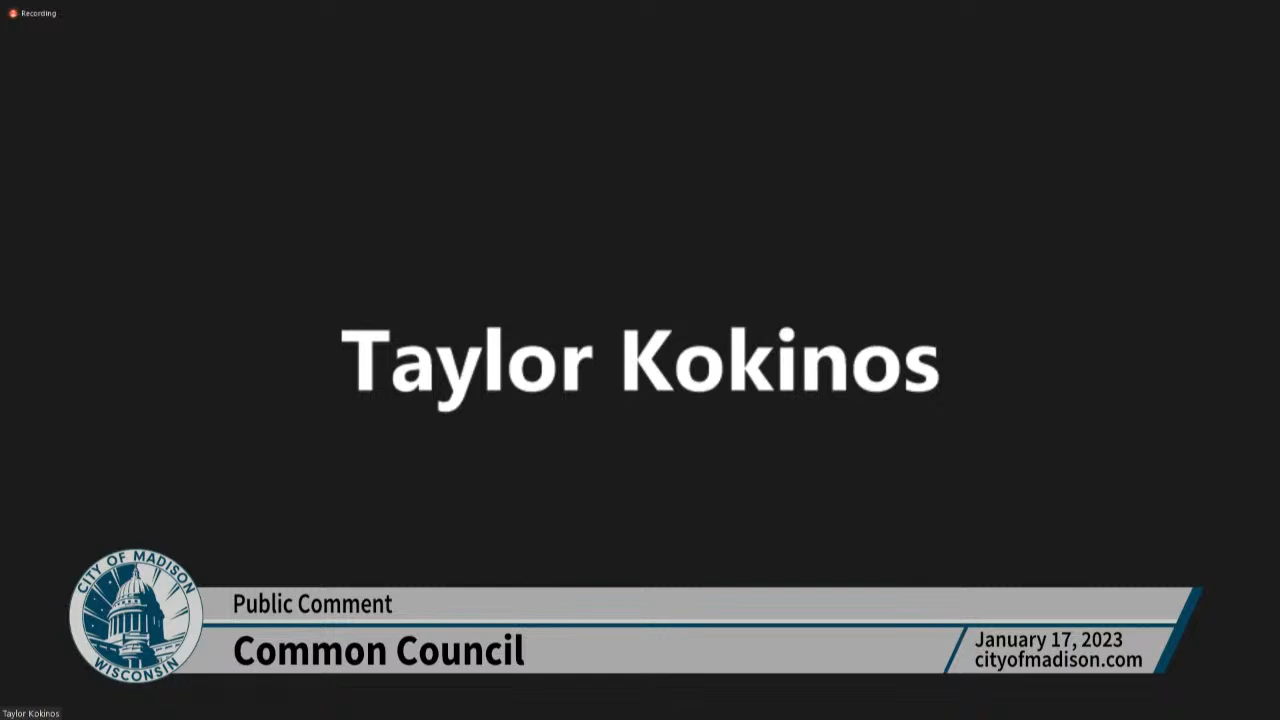 Recording
Taylor Kokinos
CITY OF MADISON
WISCONSIN
Public Comment
Common Council
January 17, 2023
cityofmadison.com
Taylor Kokinos